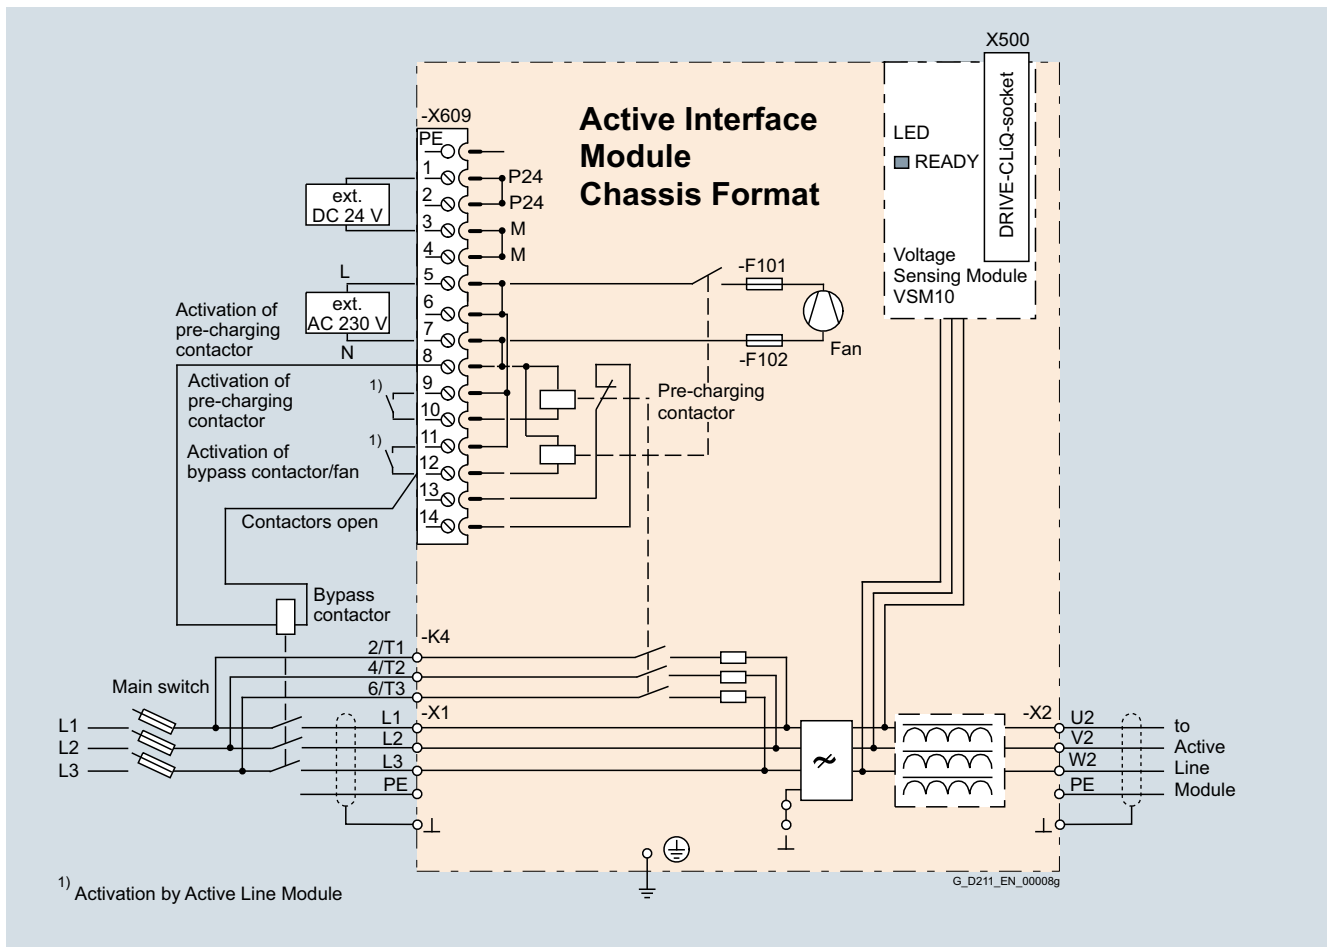 X500
-X609
Active Interface
Module
Chassis Format
LED
READY
DRIVE-CLiQ-socket
Voltage
Sensing Module
VSM10
PE
1
2
3
4
5
6
7
8
9
10
11
12
13
14
P24
P24
M
M
ext.
DC 24 V
L
ext.
AC 230 V
N
-F101
-F102
Fan
Activation of
pre-charging
contactor
1)
Activation of
pre-charging
contactor
1)
Activation of
bypass contactor/fan
Contactors open
Pre-charging
contactor
Bypass
contactor
-K4
2/T1
4/T2
6/T3
Main switch
L1
L2
L3
-X1
L1
L2
L3
PE
-X2
U2
V2
W2
PE
to
Active
Line
Module
G_D211_EN_00008g
1) Activation by Active Line Module